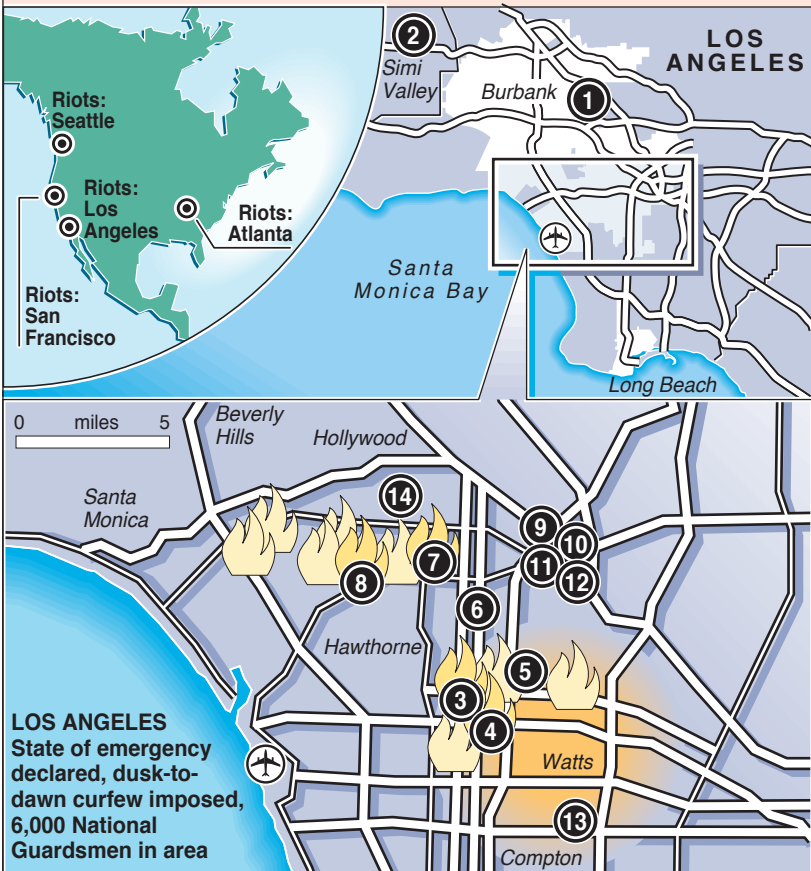 Riots:
Seattle
Riots:
Los
Angeles
Riots:
Atlanta
Riots:
San
Francisco
2
Simi
Valley
Burbank
1
LOS
ANGELES
Santa
Monica Bay
Long Beach
0 miles 5
Beverly
Hills
Hollywood
Santa
Monica
14
9
10
7
11
8
12
6
Hawthorne
5
3
4
Watts
13
Compton
LOS ANGELES
State of emergency
declared, dusk-to-
dawn curfew imposed,
6,000 National
Guardsmen in area